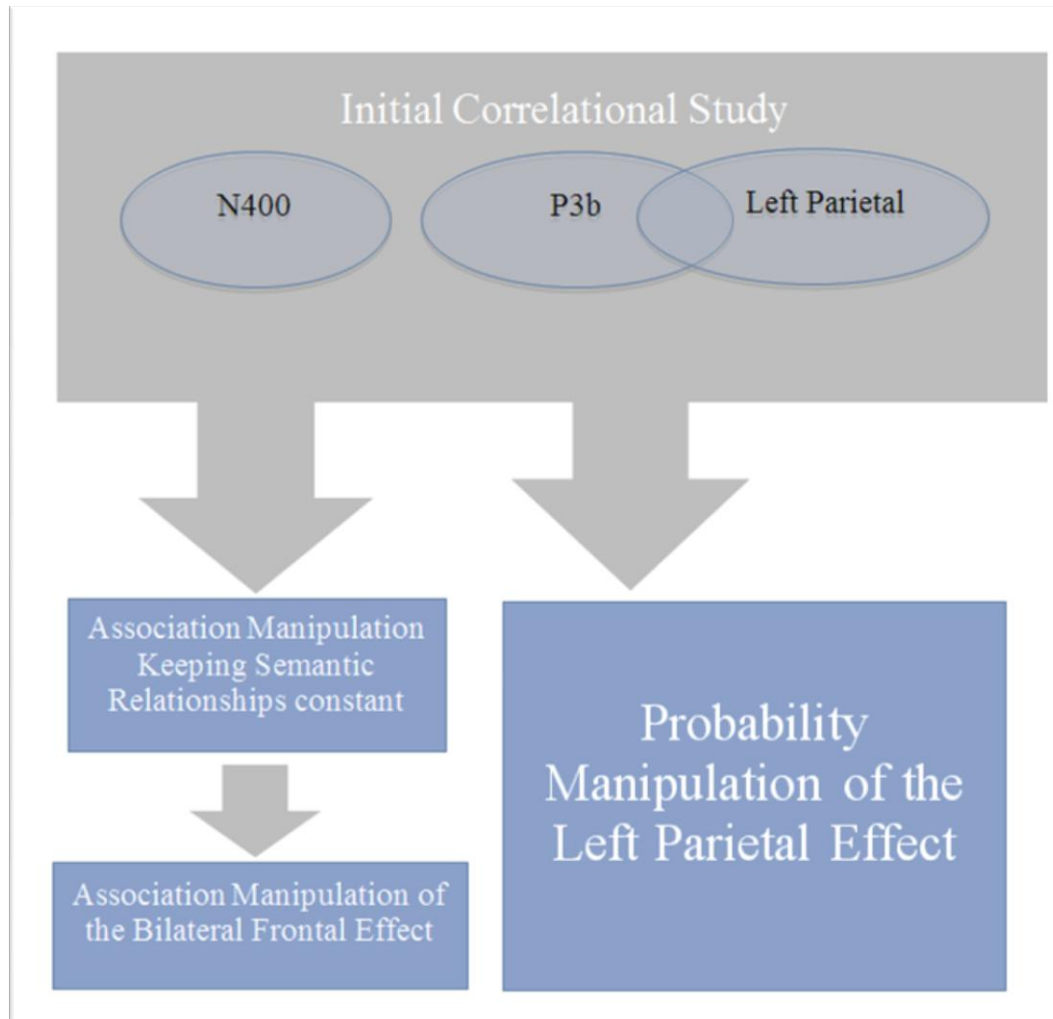 Initial Correlational Study
N400
P3b
Left Parietal
Association Manipulation
Keeping Semantic
Relationships constant
Association Manipulation of
the Bilateral Frontal Effect
Probability
Manipulation of the
Left Parietal Effect